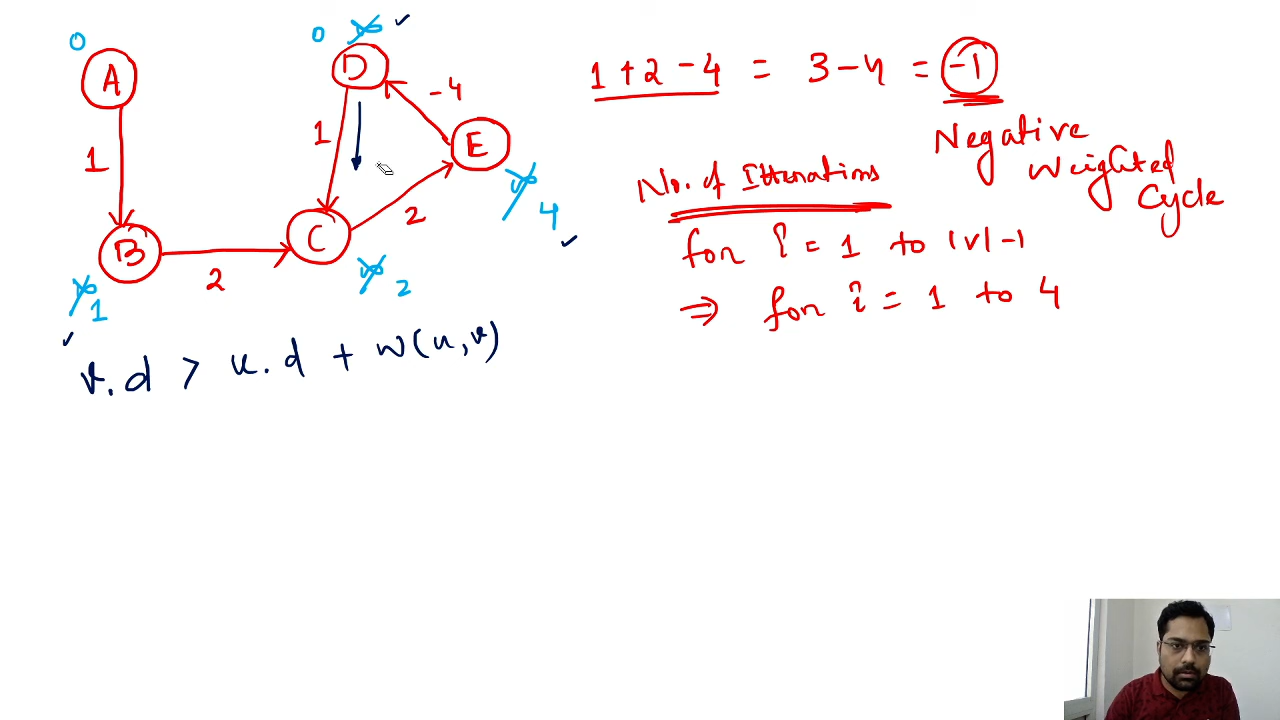 0
0 ∞ ✓
A
D
1
1
-4
E
∞ 4 ✓
B
2
C
2
∞ 1 ✓
∞ 2
v.d > u.d + w(u,v)
1 + 2 - 4 = 3 - 4 = -1
Negative
Weighted
Cycle
No. of Itterations
for i = 1 to |v| -1
⇒ for i = 1 to 4